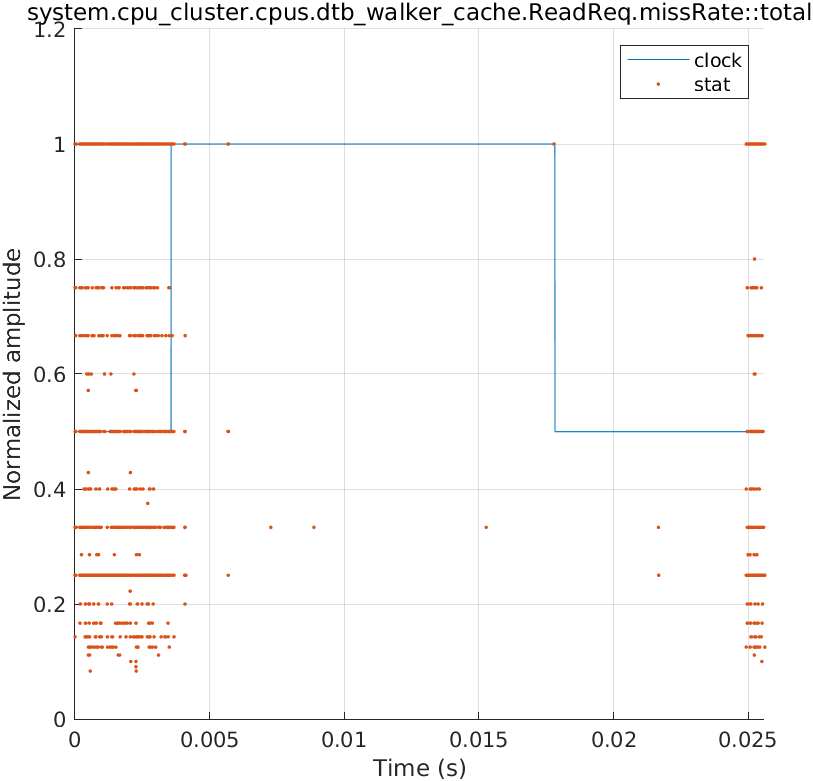 system.cpu_cluster.cpus.dtb_walker_cache.ReadReq.missRate::total
1.2
clock
stat
1
0.8
0.6
0.4
0.2
0
Normalized amplitude
0 0.005 0.01 0.015 0.02 0.025
Time (s)